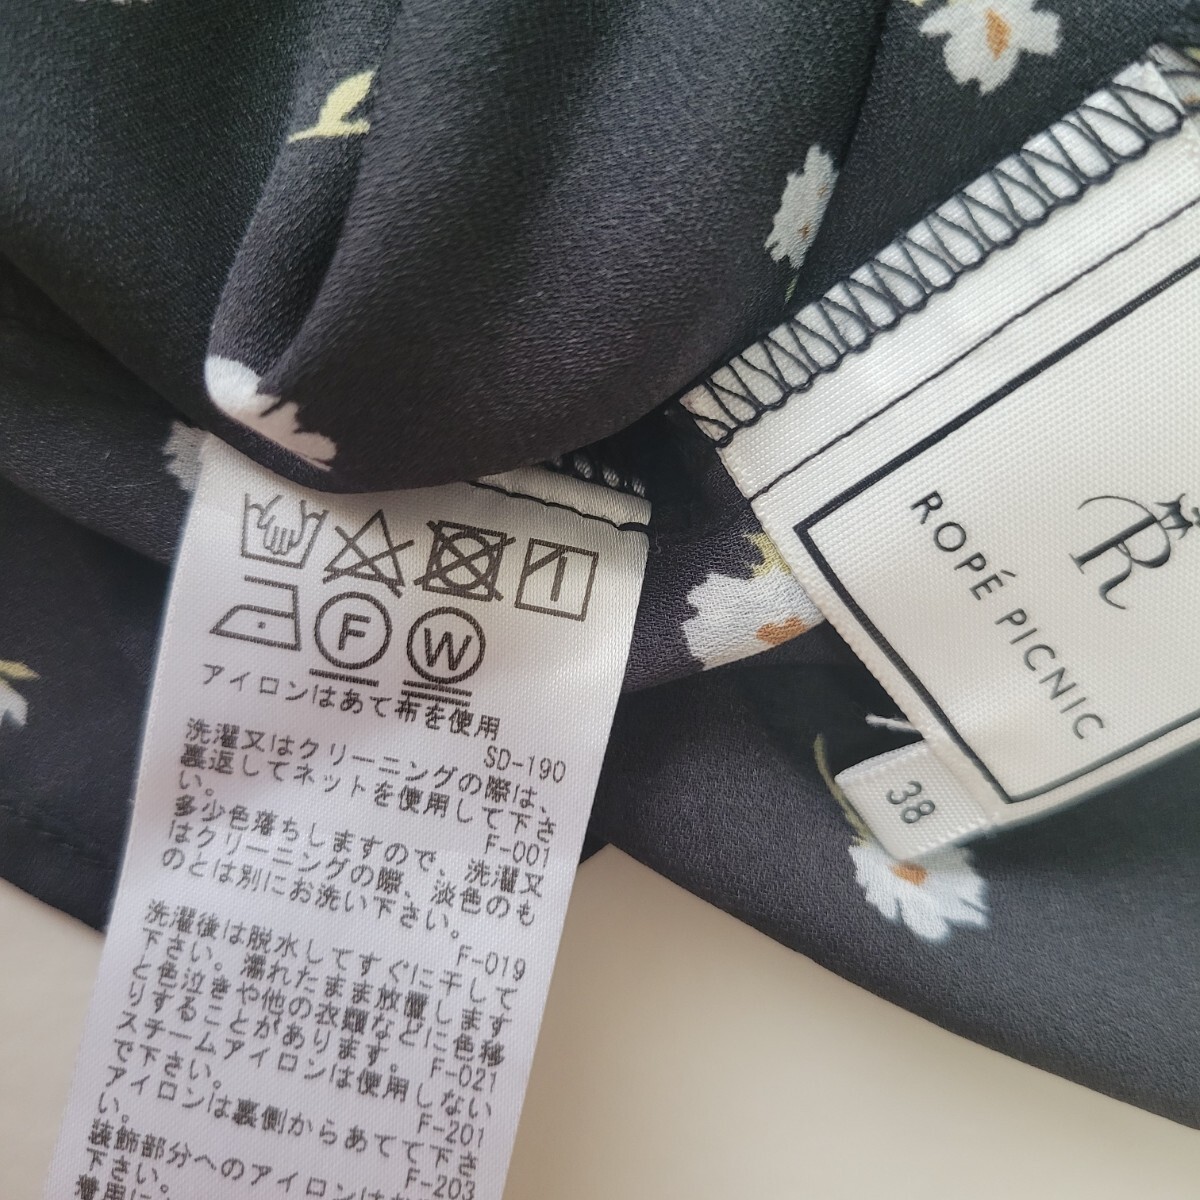 F
W
アイロンはあて布を使用
SD-190
洗濯又はクリーニングの際は、
裏返してネットを使用して下さ
い。
F-001
多少色落ちしますので、洗濯又
はクリーニングの際、淡色のも
のとは別にお洗い下さい。
F-019
洗濯後は脱水してすぐに干して
下さい。濡れたまま放置します
と色泣きや他の衣類などに色移
りすることがあります。
F-021
スチームアイロンは使用しない
で下さい。
F-201
アイロンは裏側からあてて下さ
い。
F-203
装飾部分へのアイロンは
下さい。
着用に
R
ROPÉ PICNIC
38